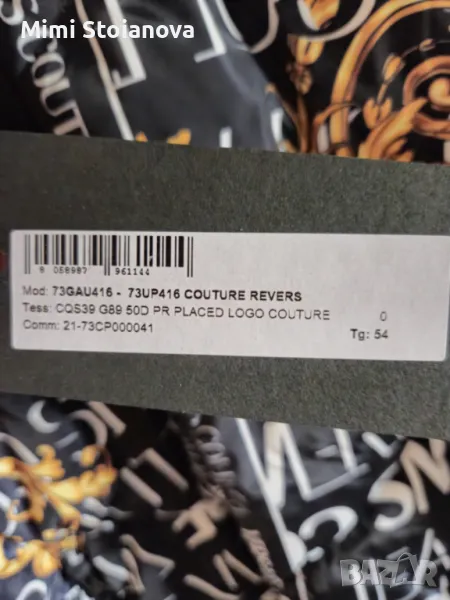 Mimi Stoianova
8 058987 961144
Mod: 73GAU416 - 73UP416 COUTURE REVERS
Tess: CQS39 G89 50D PR PLACED LOGO COUTURE 0
Comm: 21-73CP000041 Tg: 54
BAZAR